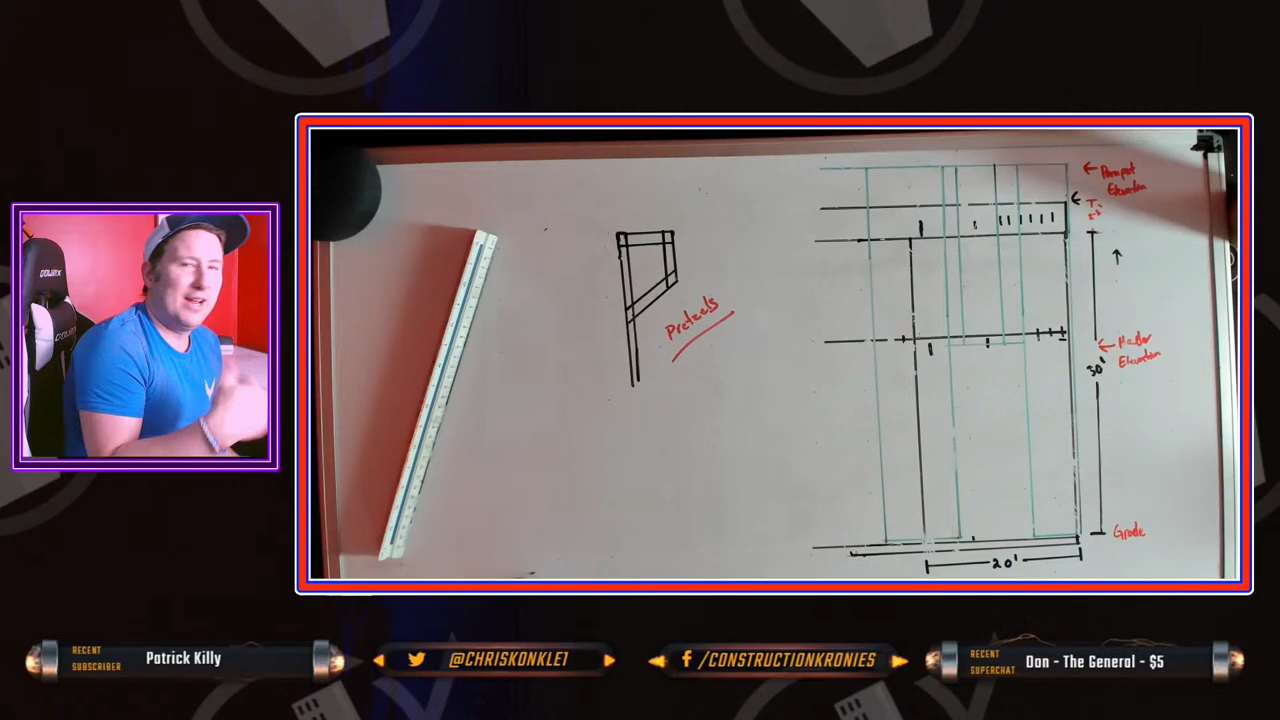 DOWINX
Pretzels
← Parapet
Elevation
← Header
Elevation
30'
Grade
20'
RECENT
SUBSCRIBER
Patrick Killy
@CHRISKONKLE1
/CONSTRUCTIONKRONIES
RECENT
SUPERCHAT
Don - The General - $5